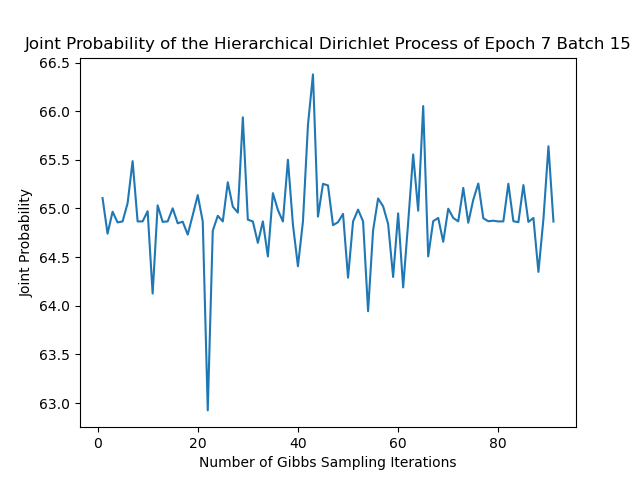 Joint Probability of the Hierarchical Dirichlet Process of Epoch 7 Batch 15
66.5
66.0
65.5
65.0
64.5
64.0
63.5
63.0
Joint Probability
0 20 40 60 80
Number of Gibbs Sampling Iterations